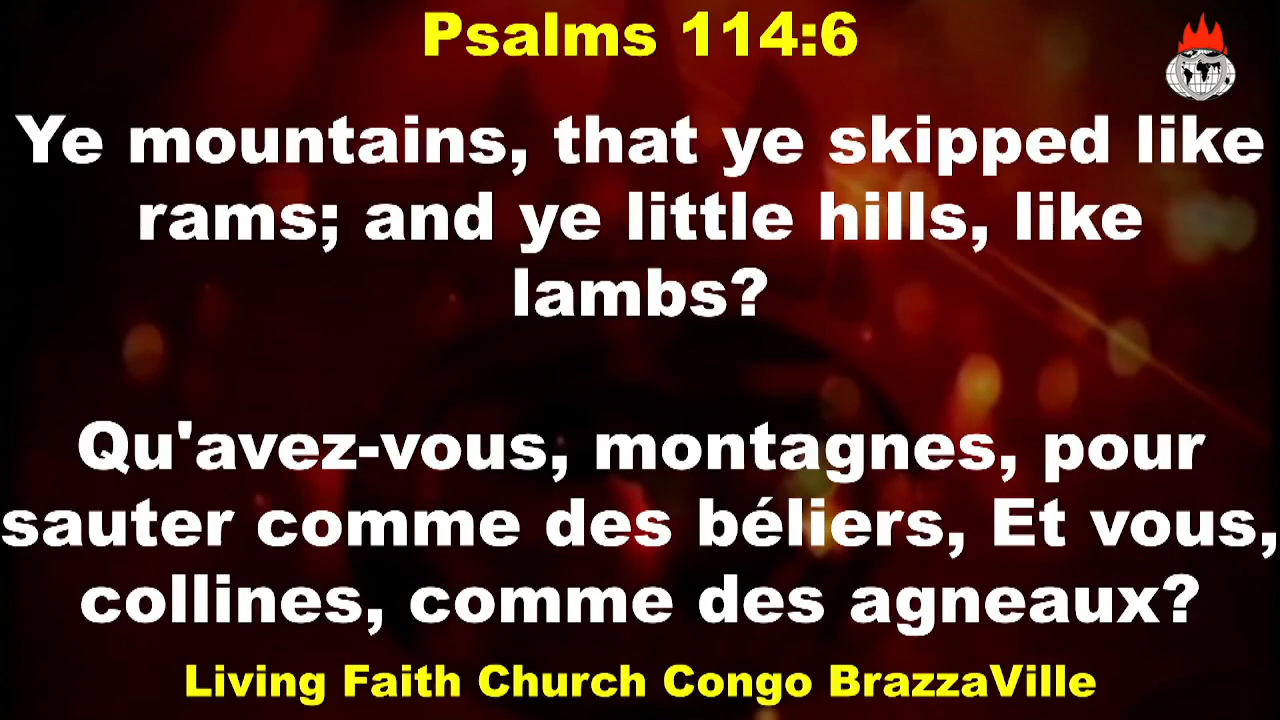 Psalms 114:6
Ye mountains, that ye skipped like
rams; and ye little hills, like
lambs?
Qu'avez-vous, montagnes, pour
sauter comme des béliers, Et vous,
collines, comme des agneaux?
Living Faith Church Congo BrazzaVille